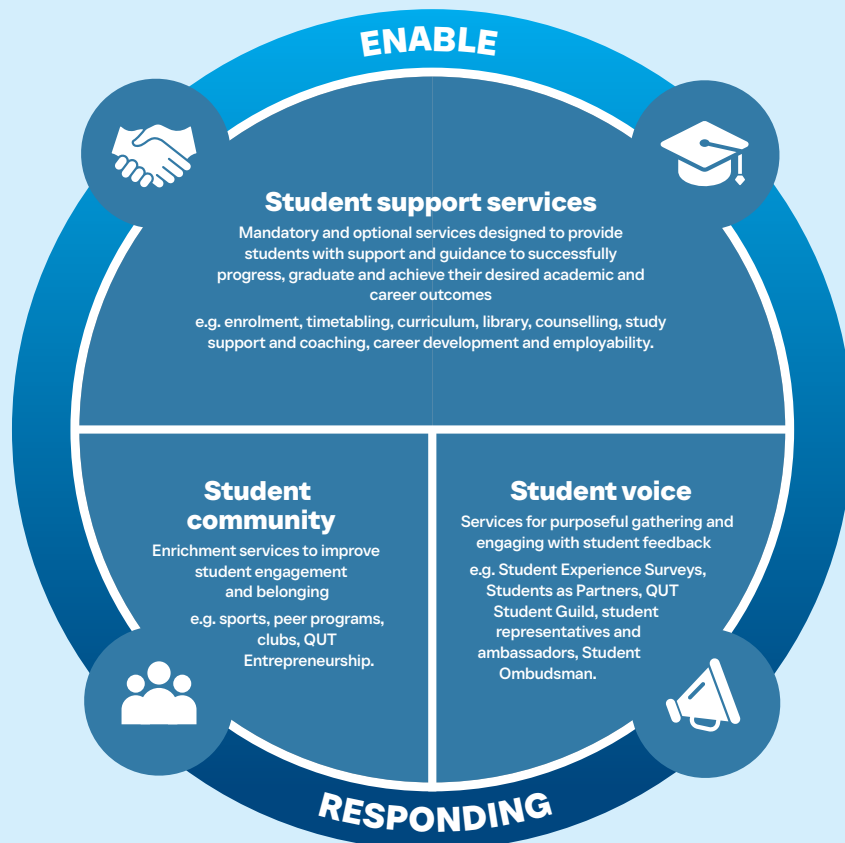 ENABLE
Student support services
Mandatory and optional services designed to provide
students with support and guidance to successfully
progress, graduate and achieve their desired academic and
career outcomes
e.g. enrolment, timetabling, curriculum, library, counselling, study
support and coaching, career development and employability.
Student
community
Enrichment services to improve
student engagement
and belonging
e.g. sports, peer programs,
clubs, QUT
Entrepreneurship.
Student voice
Services for purposeful gathering and
engaging with student feedback
e.g. Student Experience Surveys,
Students as Partners, QUT
Student Guild, student
representatives and
ambassadors, Student
Ombudsman.
RESPONDING